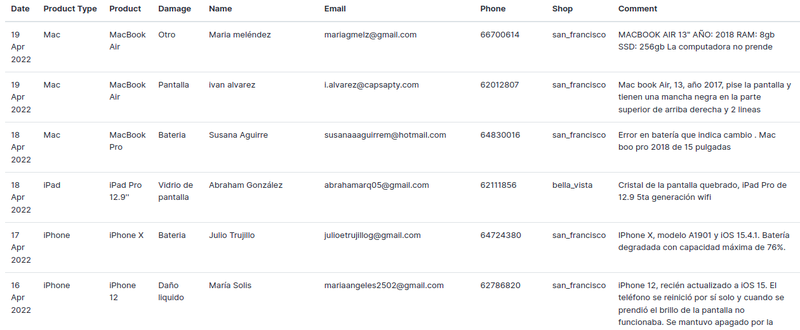 Date Product Type Product Damage Name Email Phone Shop Comment
19 Apr 2022 Mac MacBook Air Otro Maria meléndez mariagmelz@gmail.com 66700614 san_francisco MACBOOK AIR 13" AÑO: 2018 RAM: 8gb
SSD: 256gb La computadora no prende
19 Apr 2022 Mac MacBook Air Pantalla ivan alvarez i.alvarez@capsapty.com 62012807 san_francisco Mac book Air, 13, año 2017, pise la pantalla y
tienen una mancha negra en la parte
superior de arriba derecha y 2 lineas
18 Apr 2022 Mac MacBook Pro Bateria Susana Aguirre susanaaaguirrem@hotmail.com 64830016 san_francisco Error en batería que indica cambio . Mac
boo pro 2018 de 15 pulgadas
18 Apr 2022 iPad iPad Pro 12.9" Vidrio de pantalla Abraham González abrahamarq05@gmail.com 62111856 bella_vista Cristal de la pantalla quebrado, iPad Pro de
12.9 5ta generación wifi
17 Apr 2022 iPhone iPhone X Bateria Julio Trujillo julioetrujillog@gmail.com 64724380 san_francisco IPhone X, modelo A1901 y iOS 15.4.1. Batería
degradada con capacidad máxima de 76%.
16 Apr 2022 iPhone iPhone 12 Daño liquido María Solis mariaangeles2502@gmail.com 62786820 san_francisco iPhone 12, recién actualizado a iOS 15. El
teléfono se reinició por sí solo y cuando se
prendió el brillo de la pantalla no
funcionaba. Se mantuvo apagado por la